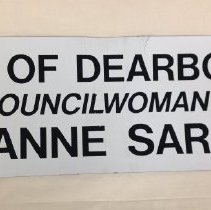 OF DEARBO
OUNCILWOMAN
ANNE SAR